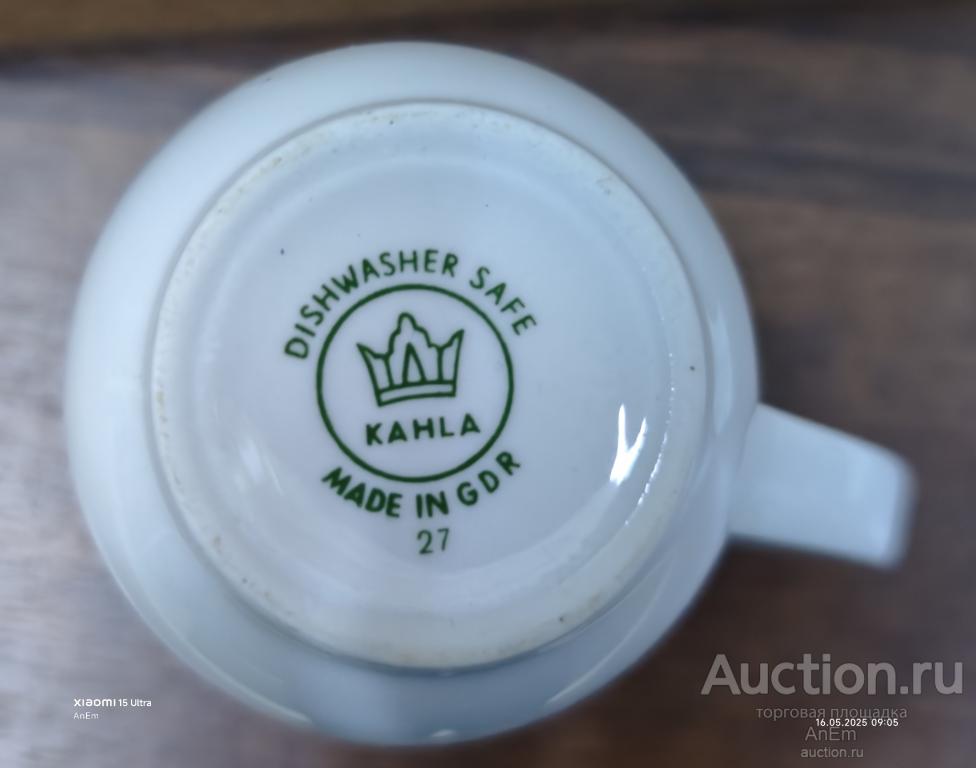 DISHWASHER SAFE
KAHLA
MADE IN GDR
27
xiaomi 15 Ultra
AnEm
Auction.ru
торговая площадка
16.05.2025 09:05
AnEm
auction.ru